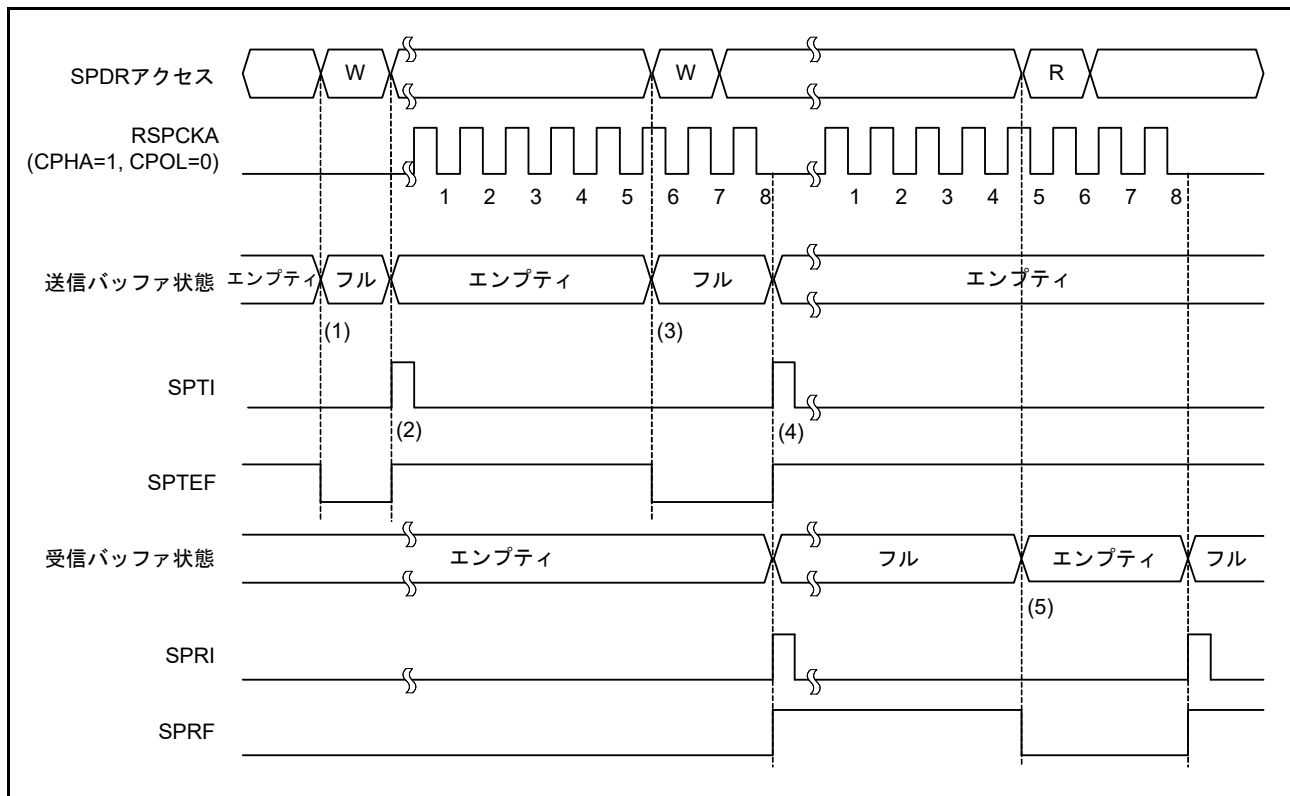 SPDRアクセス W W R
RSPCKA
(CPHA=1, CPOL=0)
1 2 3 4 5 6 7 8 1 2 3 4 5 6 7 8
送信バッファ状態 エンプティ フル エンプティ フル エンプティ
(1) (3)
SPTI
(2) (4)
SPTEF
受信バッファ状態 エンプティ フル エンプティ フル
(5)
SPRI
SPRF